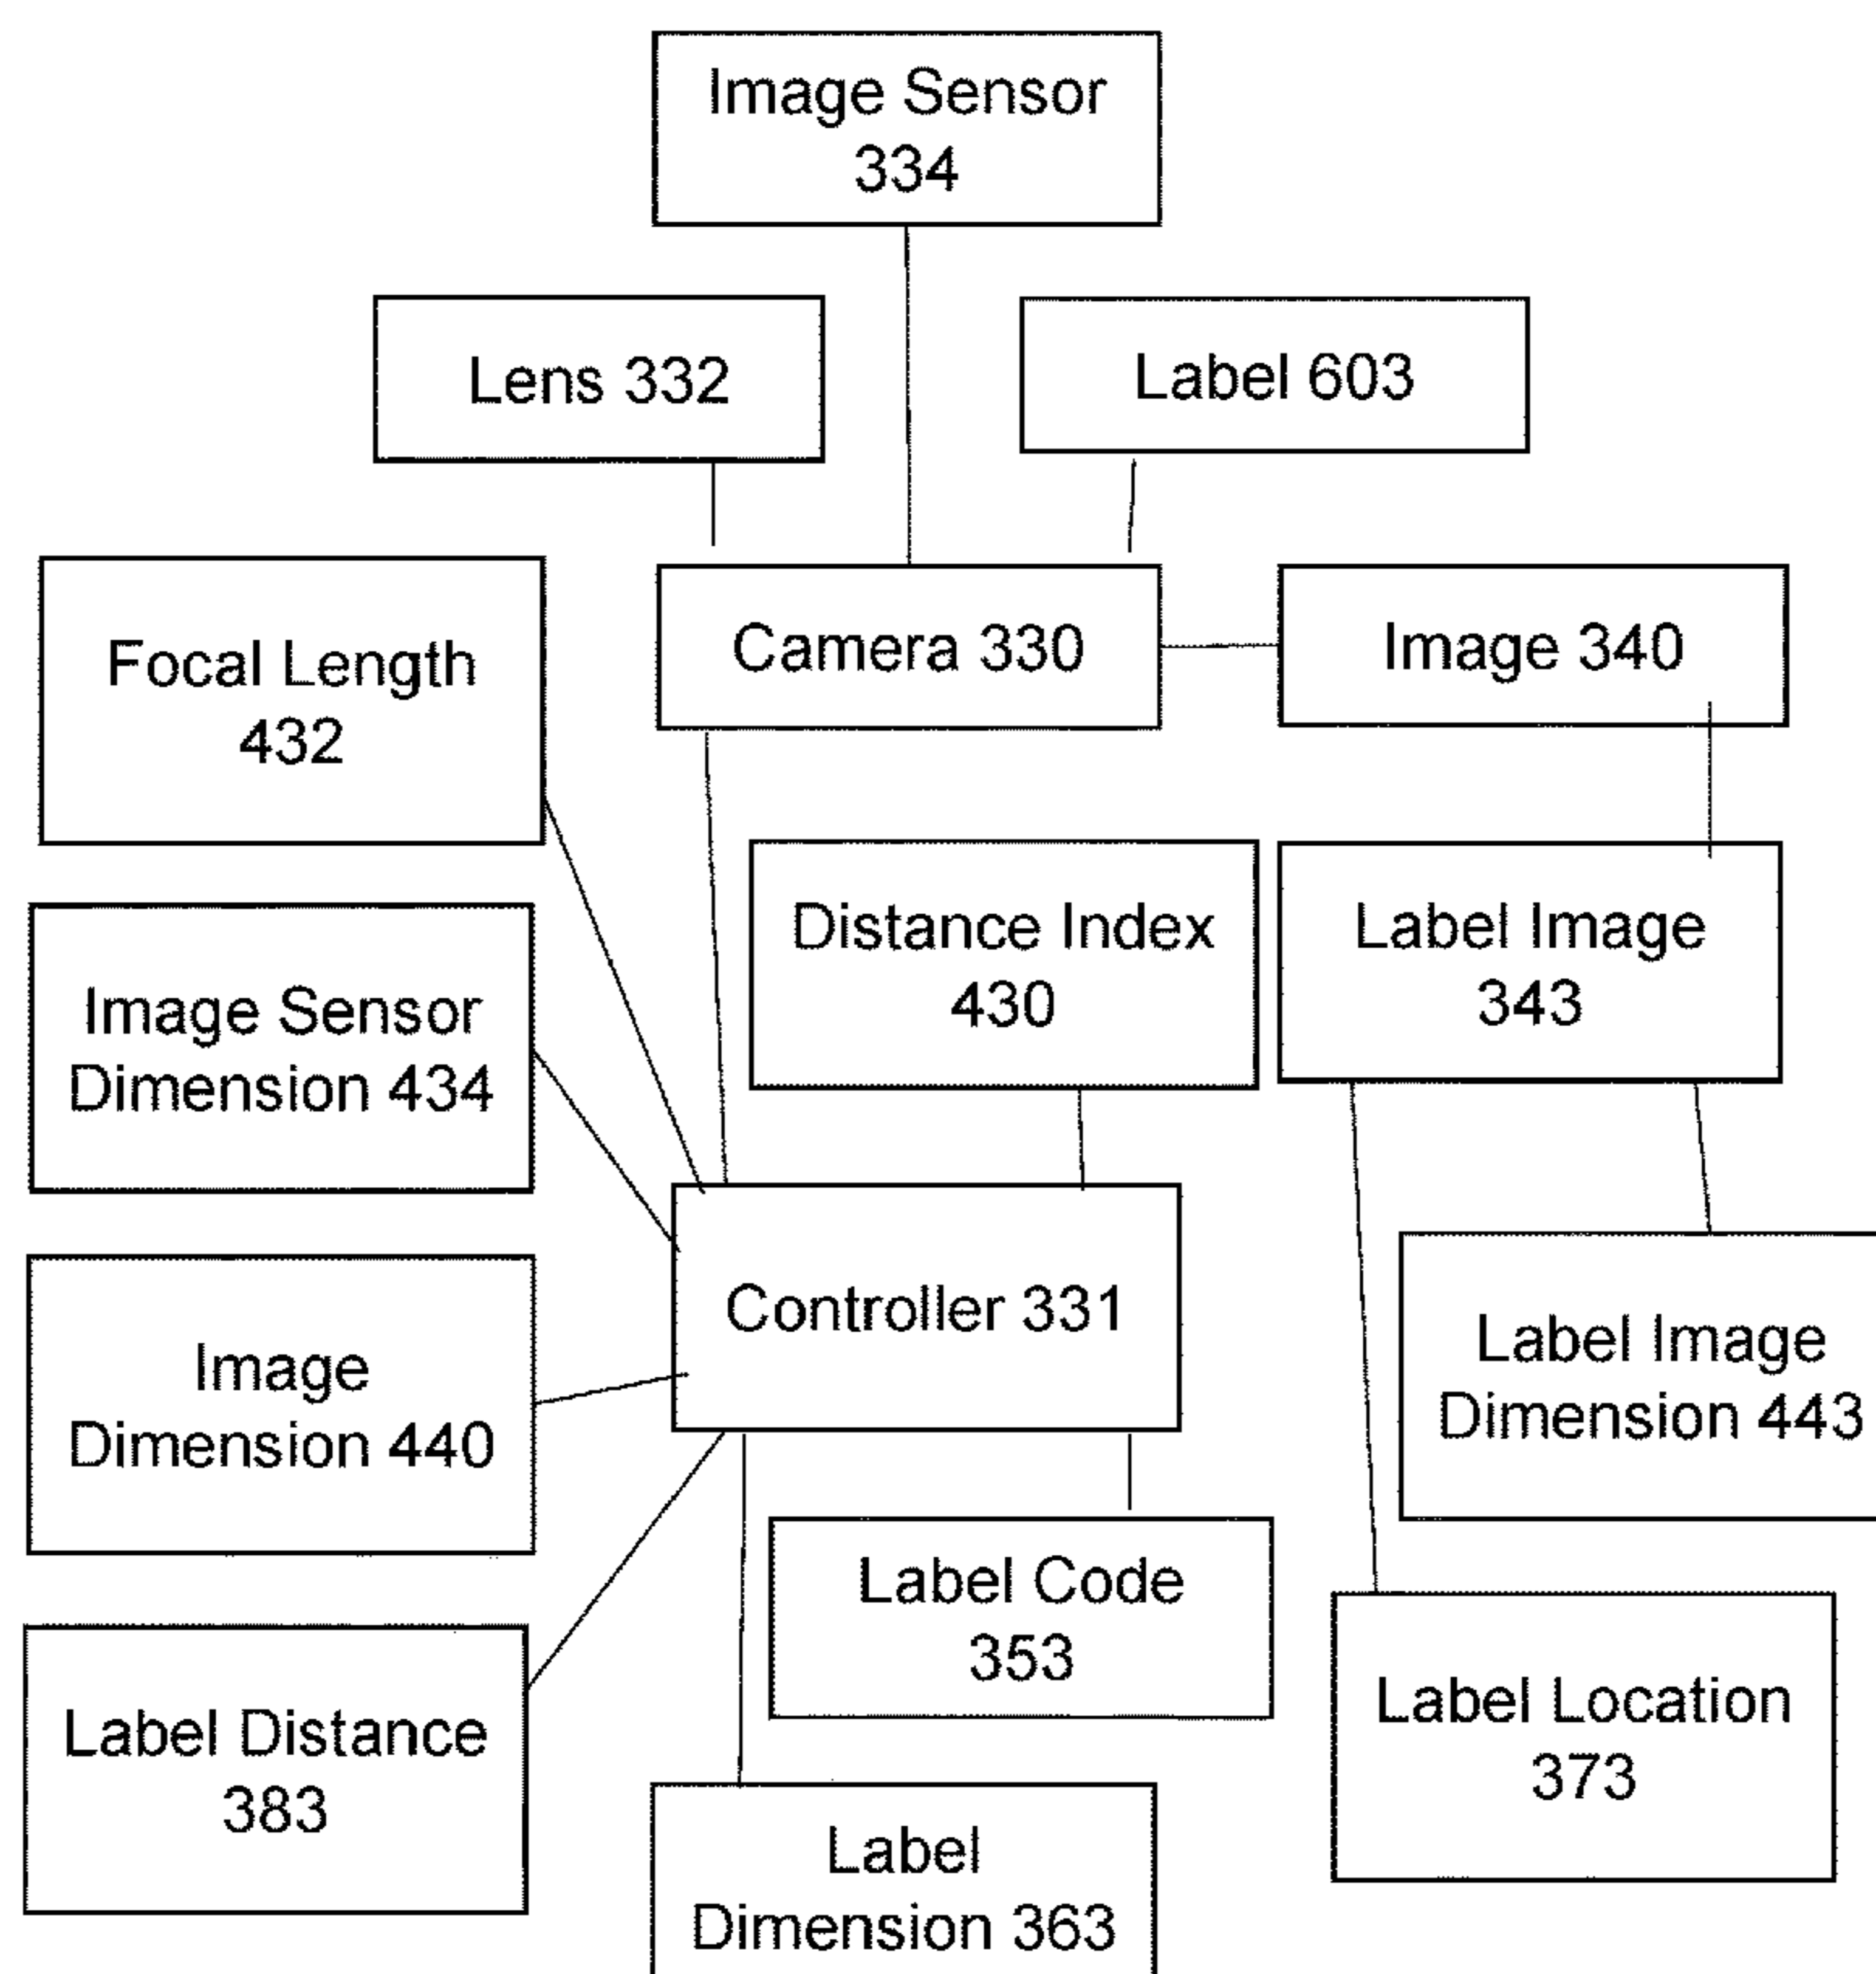 Image Sensor
334
Lens 332
Label 603
Focal Length
432
Camera 330
Image 340
Distance Index
430
Label Image
343
Image Sensor
Dimension 434
Controller 331
Label Image
Dimension 443
Image
Dimension 440
Label Code
353
Label Location
373
Label Distance
383
Label
Dimension 363